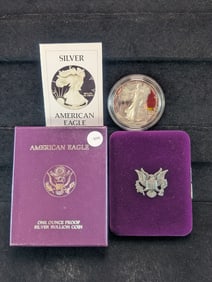 SILVER
AMERICAN
EAGLE
AMERICAN EAGLE
ONE OUNCE PROOF
SILVER BULLION COIN